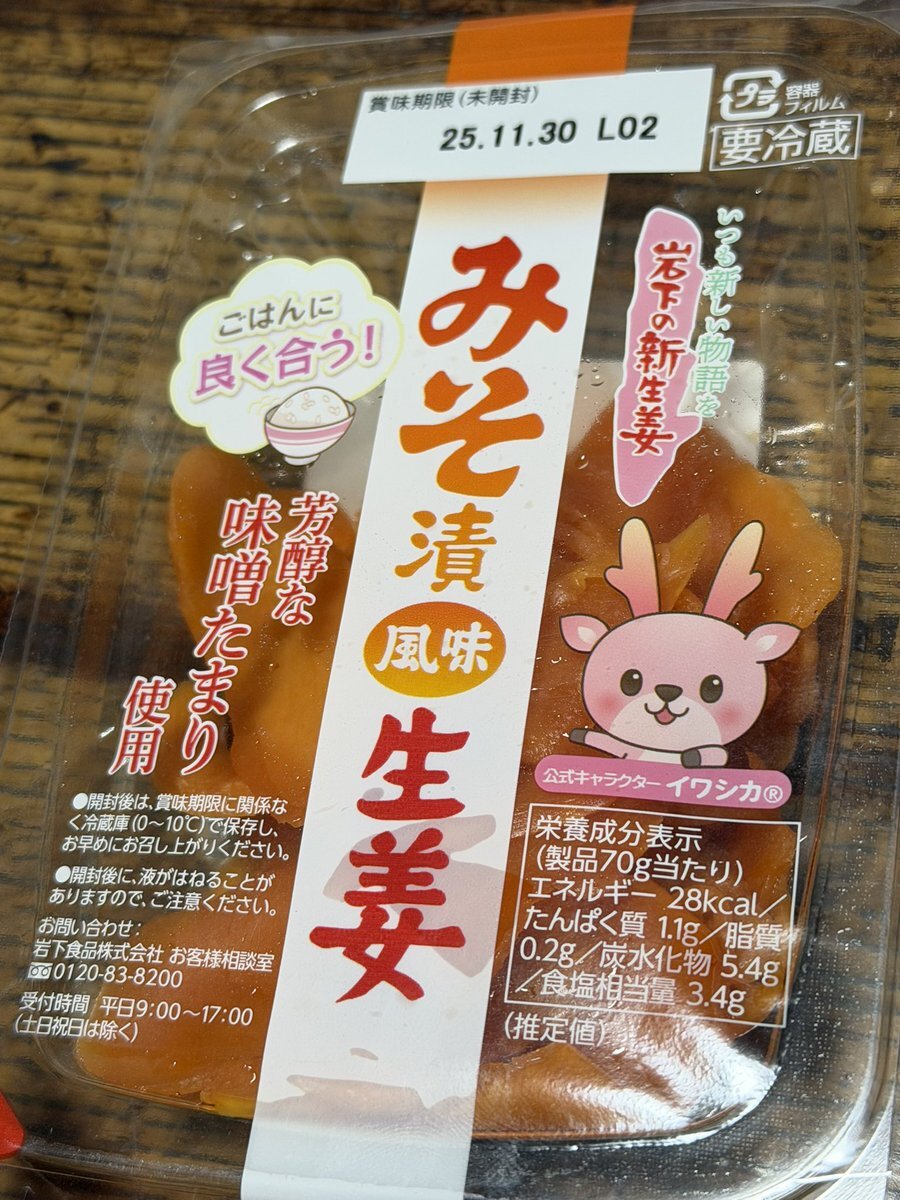 賞味期限(未開封)
25.11.30 L02
プラ
容器
フィルム
要冷蔵
いつも新しい物語を
岩下の新生姜
ごはんに
良く合う!
みそ漬
風味
生姜
芳醇な
味噌たまり
使用
公式キャラクター イワシカ®
●開封後は、賞味期限に関係な
く冷蔵庫(0〜10℃)で保存し、
お早めにお召し上がりください。
●開封後に、液がはねることが
ありますので、ご注意ください。
お問い合わせ:
岩下食品株式会社 お客様相談室
0120-83-8200
受付時間 平日9:00〜17:00
(土日祝日は除く)
栄養成分表示
(製品70g当たり)
エネルギー 28kcal/
たんぱく質 1.1g/脂質
0.2g/炭水化物 5.4g
/食塩相当量 3.4g
(推定値)